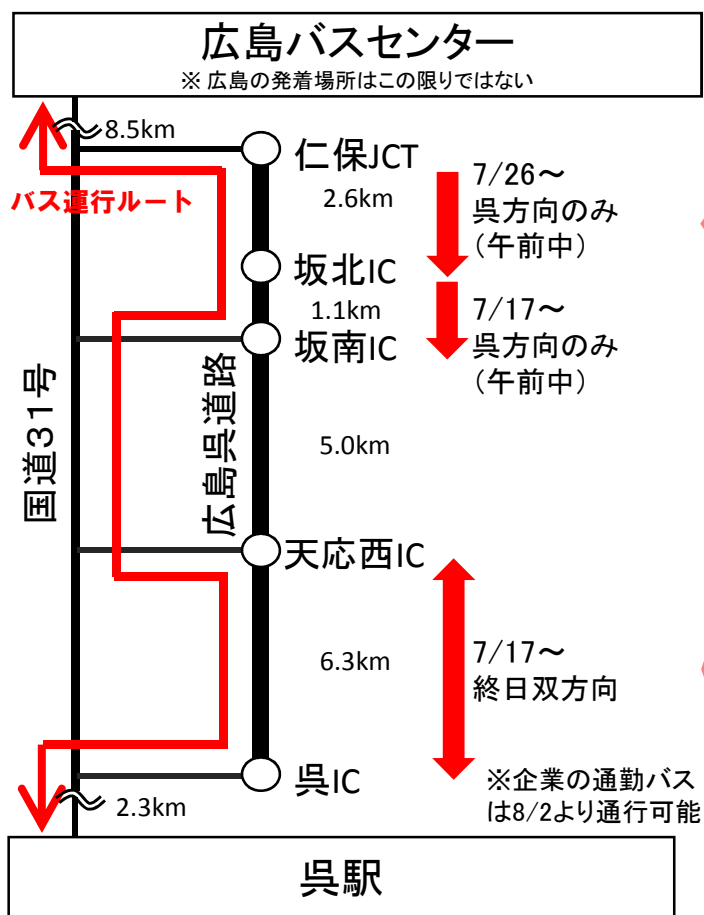 広島バスセンター
※ 広島の発着場所はこの限りではない
8.5km
仁保JCT
バス運行ルート
2.6km
7/26～
呉方向のみ
（午前中）
坂北IC
1.1km
7/17～
呉方向のみ
（午前中）
坂南IC
国道31号
広島呉道路
5.0km
天応西IC
6.3km
7/17～
終日双方向
呉IC
※企業の通勤バス
は8/2より通行可能
2.3km
呉駅